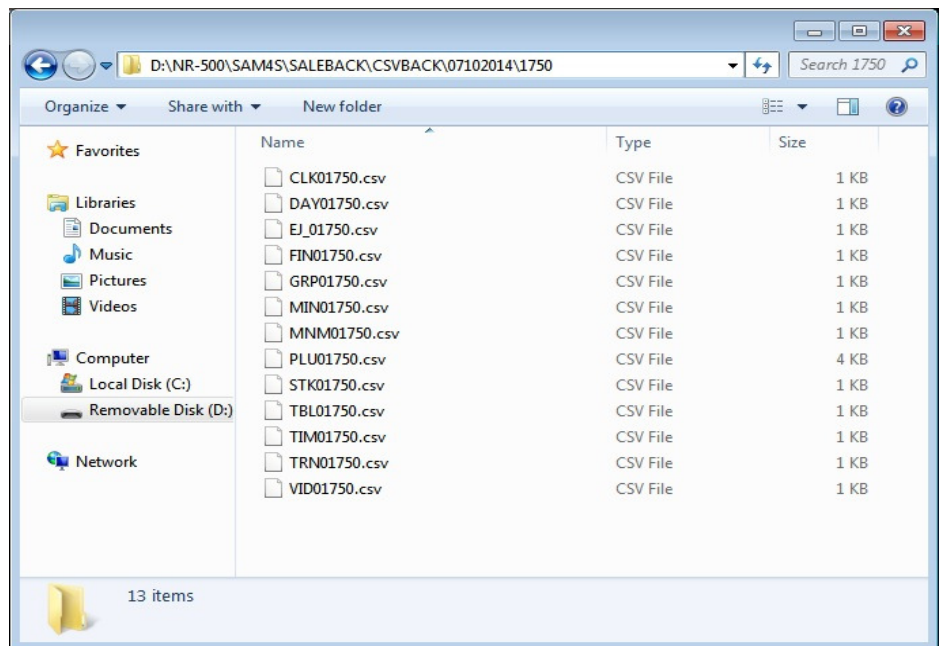 D:\NR-500\SAM4S\SALEBACK\CSVBACK\07102014\1750
Search 1750
Organize Share with New folder
Favorites
Libraries
Documents
Music
Pictures
Videos
Computer
Local Disk (C:)
Removable Disk (D:)
Network
Name Type Size
CLK01750.csv CSV File 1 KB
DAY01750.csv CSV File 1 KB
EJ_01750.csv CSV File 1 KB
FIN01750.csv CSV File 1 KB
GRP01750.csv CSV File 1 KB
MIN01750.csv CSV File 1 KB
MNM01750.csv CSV File 1 KB
PLU01750.csv CSV File 4 KB
STK01750.csv CSV File 1 KB
TBL01750.csv CSV File 1 KB
TIM01750.csv CSV File 1 KB
TRN01750.csv CSV File 1 KB
VID01750.csv CSV File 1 KB
13 items